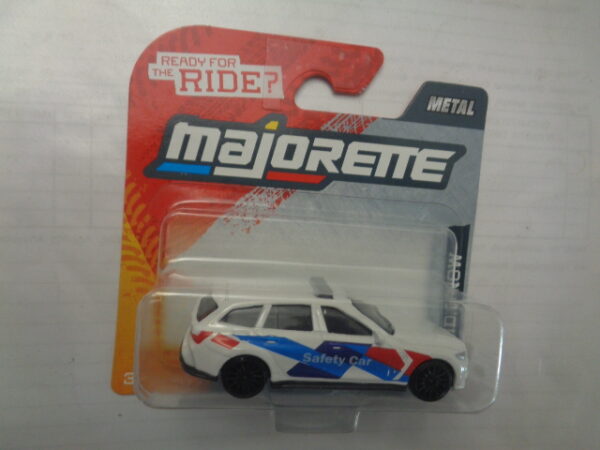 READY FOR
THE RIDE?
METAL
majorette
Safety Car